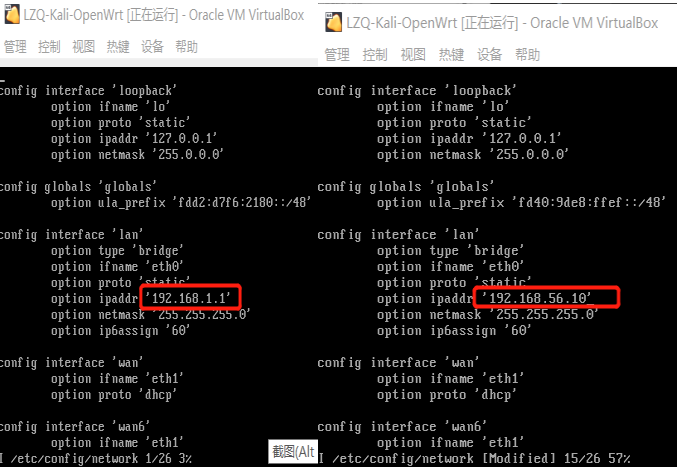 LZQ-Kali-OpenWrt [正在运行] - Oracle VM VirtualBox
管理 控制 视图 热键 设备 帮助
config interface 'loopback'
option ifname 'lo'
option proto 'static'
option ipaddr '127.0.0.1'
option netmask '255.0.0.0'
config globals 'globals'
option ula_prefix 'fdd2:d7f6:2180::/48'
config interface 'lan'
option type 'bridge'
option ifname 'eth0'
option proto 'static'
option ipaddr '192.168.1.1'
option netmask '255.255.255.0'
option ip6assign '60'
config interface 'wan'
option ifname 'eth1'
option proto 'dhcp'
config interface 'wan6'
option ifname 'eth1'
I /etc/config/network 1/26 3%
截图(Alt
LZQ-Kali-OpenWrt [正在运行] - Oracle VM VirtualBox
管理 控制 视图 热键 设备 帮助
config interface 'loopback'
option ifname 'lo'
option proto 'static'
option ipaddr '127.0.0.1'
option netmask '255.0.0.0'
config globals 'globals'
option ula_prefix 'fd40:9de8:ffef::/48'
config interface 'lan'
option type 'bridge'
option ifname 'eth0'
option proto 'static'
option ipaddr '192.168.56.10'
option netmask '255.255.255.0'
option ip6assign '60'
config interface 'wan'
option ifname 'eth1'
option proto 'dhcp'
config interface 'wan6'
option ifname 'eth1'
I /etc/config/network [Modified] 15/26 57%